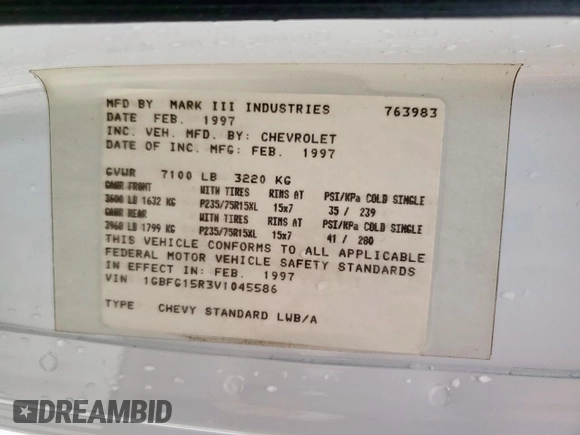 MFD BY MARK III INDUSTRIES 763983
DATE FEB. 1997
INC. VEH. MFD. BY: CHEVROLET
DATE OF INC. MFG: FEB. 1997
GVWR 7100 LB 3220 KG
GAWR FRONT WITH TIRES RIMS AT PSI/KPa COLD SINGLE
3600 LB 1632 KG P235/75R15XL 15x7 35 / 239
GAWR REAR WITH TIRES RIMS AT PSI/KPa COLD SINGLE
3960 LB 1799 KG P235/75R15XL 15x7 41 / 280
THIS VEHICLE CONFORMS TO ALL APPLICABLE
FEDERAL MOTOR VEHICLE SAFETY STANDARDS
IN EFFECT IN: FEB. 1997
VIN 1GBFG15R3V1045586
TYPE CHEVY STANDARD LWB/A
DREAMBID